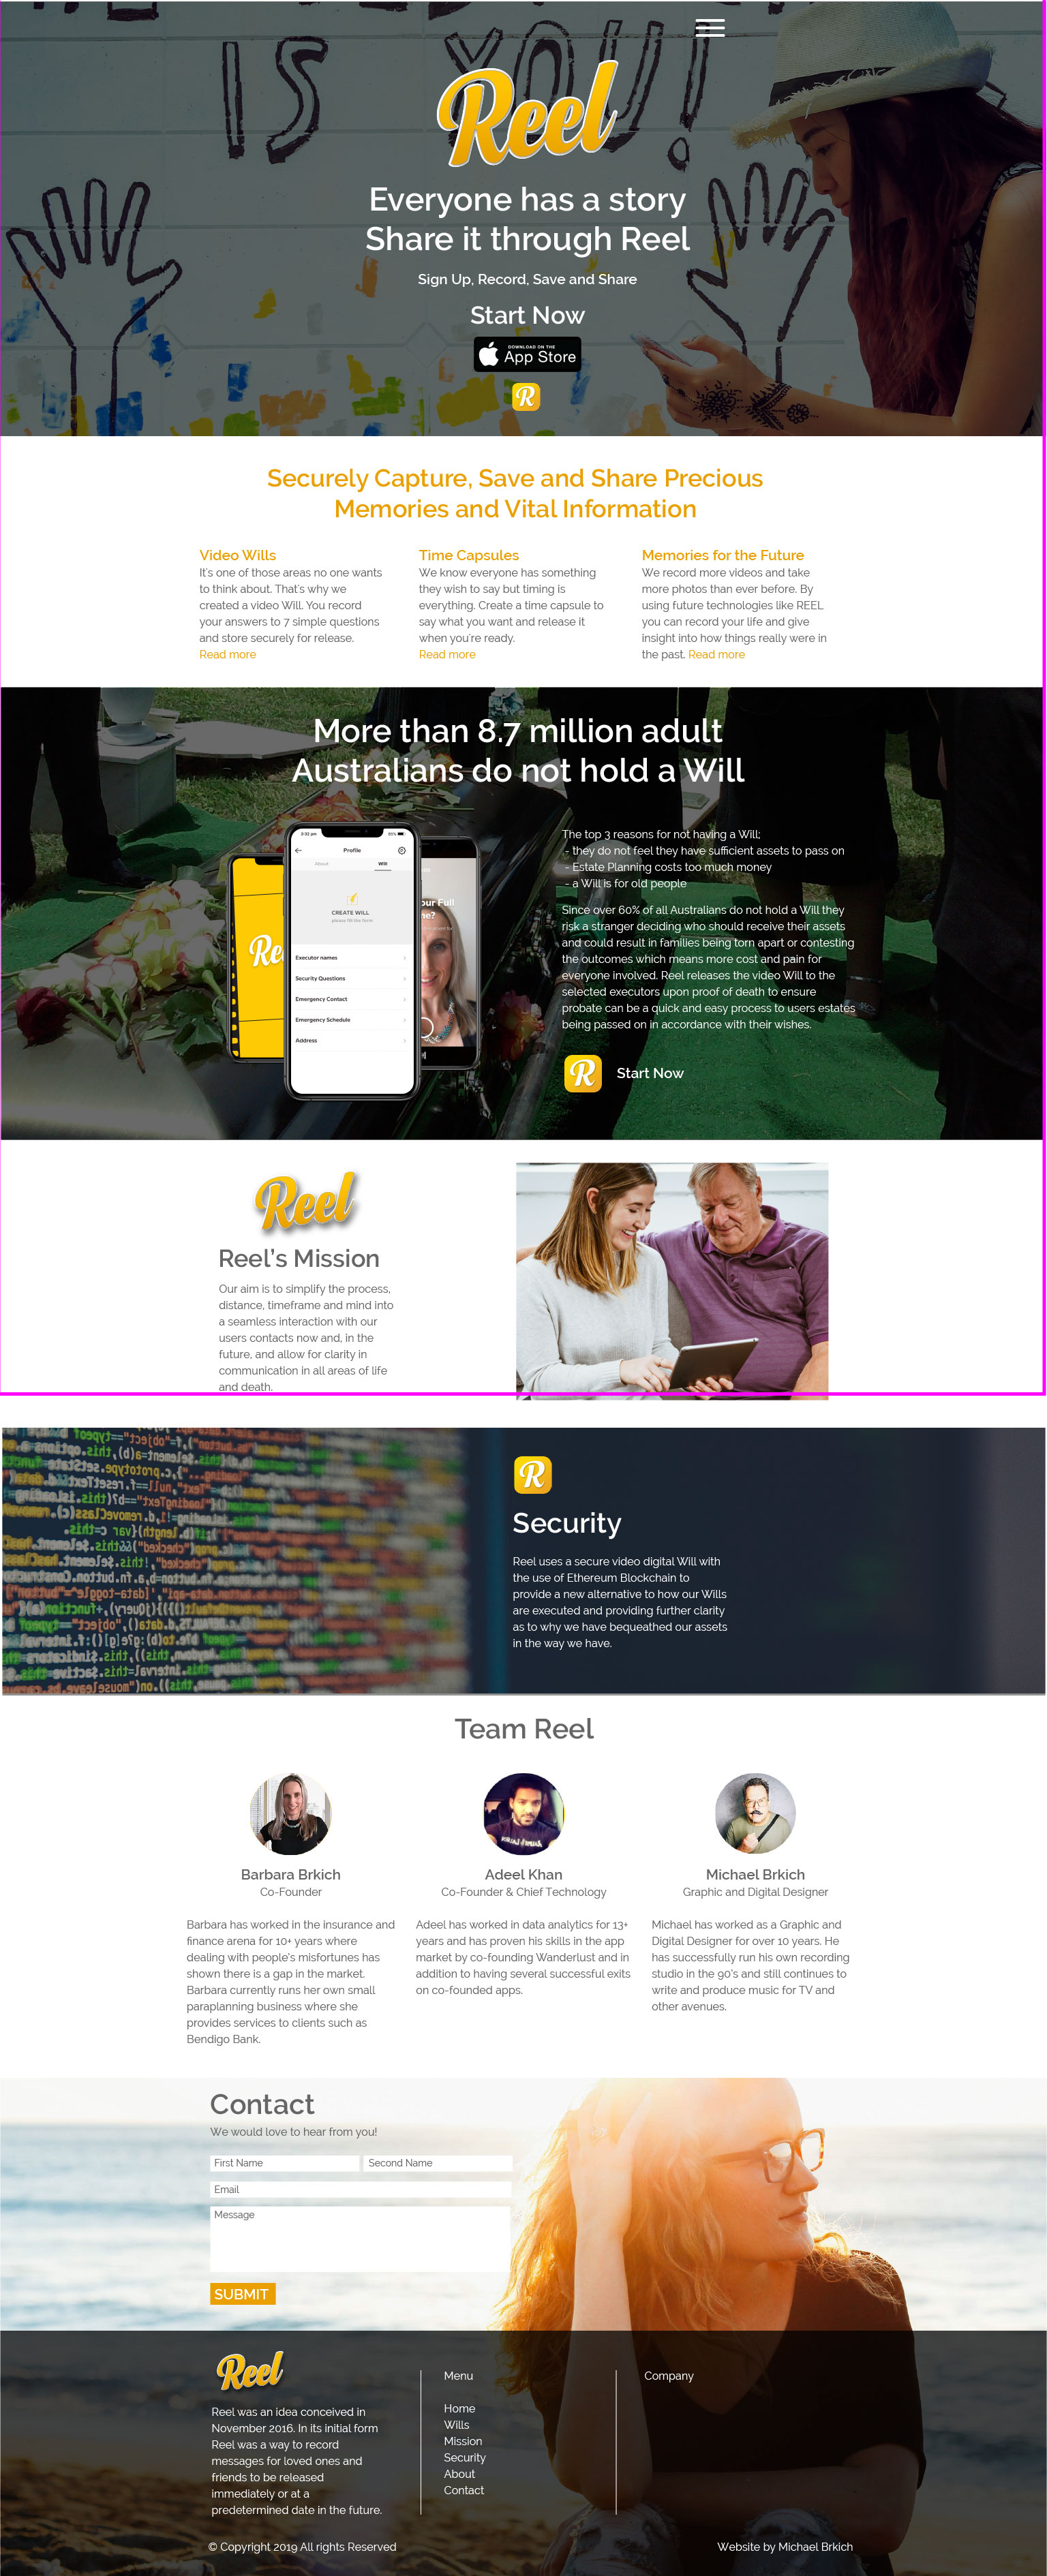 IS YOU!
Reel
Everyone has a story
Share it through Reel
Sign Up, Record, Save and Share
Start Now
DOWNLOAD ON THE
App Store
R
Securely Capture, Save and Share Precious
Memories and Vital Information
Video Wills
It's one of those areas no one wants
to think about. That's why we
created a video Will. You record
your answers to 7 simple questions
and store securely for release.
Read more
Time Capsules
We know everyone has something
they wish to say but timing is
everything. Create a time capsule to
say what you want and release it
when you're ready.
Read more
Memories for the Future
We record more videos and take
more photos than ever before. By
using future technologies like REEL
you can record your life and give
insight into how things really were in
the past. Read more
More than 8.7 million adult
Australians do not hold a Will
Profile
About
Will
CREATE WILL
please fill the form
Executor names
Security Questions
Emergency Contact
Emergency Schedule
Address
Re
our Full
ne?
The top 3 reasons for not having a Will;
- they do not feel they have sufficient assets to pass on
- Estate Planning costs too much money
- a Will is for old people
Since over 60% of all Australians do not hold a Will they
risk a stranger deciding who should receive their assets
and could result in families being torn apart or contesting
the outcomes which means more cost and pain for
everyone involved. Reel releases the video Will to the
selected executors upon proof of death to ensure
probate can be a quick and easy process to users estates
being passed on in accordance with their wishes.
R
Start Now
Reel
Reel's Mission
Our aim is to simplify the process,
distance, timeframe and mind into
a seamless interaction with our
users contacts now and, in the
future, and allow for clarity in
communication in all areas of life
and death.
R
Security
Reel uses a secure video digital Will with
the use of Ethereum Blockchain to
provide a new alternative to how our Wills
are executed and providing further clarity
as to why we have bequeathed our assets
in the way we have.
Team Reel
Barbara Brkich
Co-Founder
Barbara has worked in the insurance and
finance arena for 10+ years where
dealing with people's misfortunes has
shown there is a gap in the market.
Barbara currently runs her own small
paraplanning business where she
provides services to clients such as
Bendigo Bank.
Adeel Khan
Co-Founder & Chief Technology
Adeel has worked in data analytics for 13+
years and has proven his skills in the app
market by co-founding Wanderlust and in
addition to having several successful exits
on co-founded apps.
Michael Brkich
Graphic and Digital Designer
Michael has worked as a Graphic and
Digital Designer for over 10 years. He
has successfully run his own recording
studio in the 90's and still continues to
write and produce music for TV and
other avenues.
Contact
We would love to hear from you!
First Name
Second Name
Email
Message
SUBMIT
Reel
Reel was an idea conceived in
November 2016. In its initial form
Reel was a way to record
messages for loved ones and
friends to be released
immediately or at a
predetermined date in the future.
Menu
Home
Wills
Mission
Security
About
Contact
Company
© Copyright 2019 All rights Reserved
Website by Michael Brkich